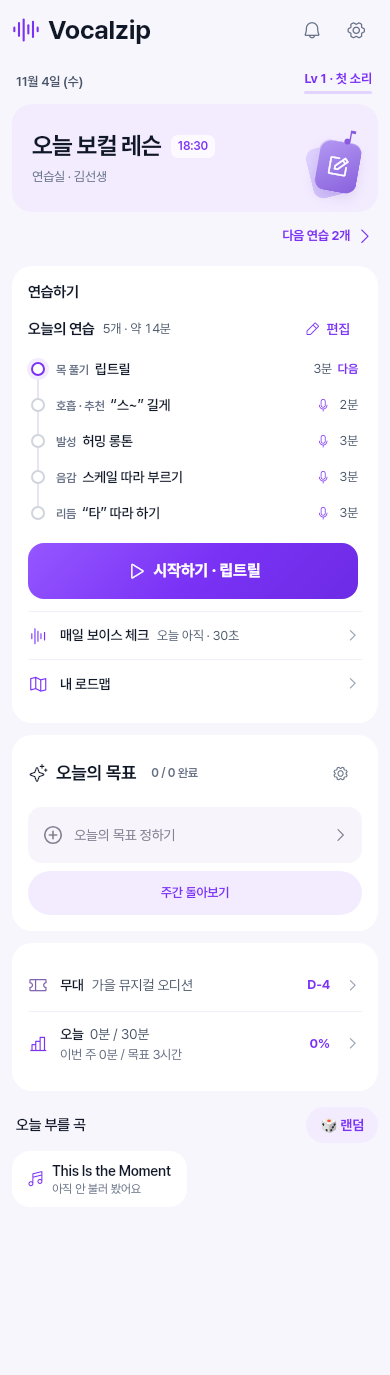 Vocalzip
11월 4일 (수)
Lv 1 · 첫 소리
오늘 보컬 레슨 18:30
연습실 · 김선생
다음 연습 2개
연습하기
오늘의 연습 5개 · 약 14분 편집
목 풀기 립트릴 3분 다음
호흡 · 추천 “스~” 길게 2분
발성 허밍 롱톤 3분
음감 스케일 따라 부르기 3분
리듬 “타” 따라 하기 3분
시작하기 · 립트릴
매일 보이스 체크 오늘 아직 · 30초
내 로드맵
오늘의 목표 0 / 0 완료
오늘의 목표 정하기
주간 돌아보기
무대 가을 뮤지컬 오디션 D-4
오늘 0분 / 30분
이번 주 0분 / 목표 3시간
0%
오늘 부를 곡
🎲 랜덤
This Is the Moment
아직 안 불러 봤어요